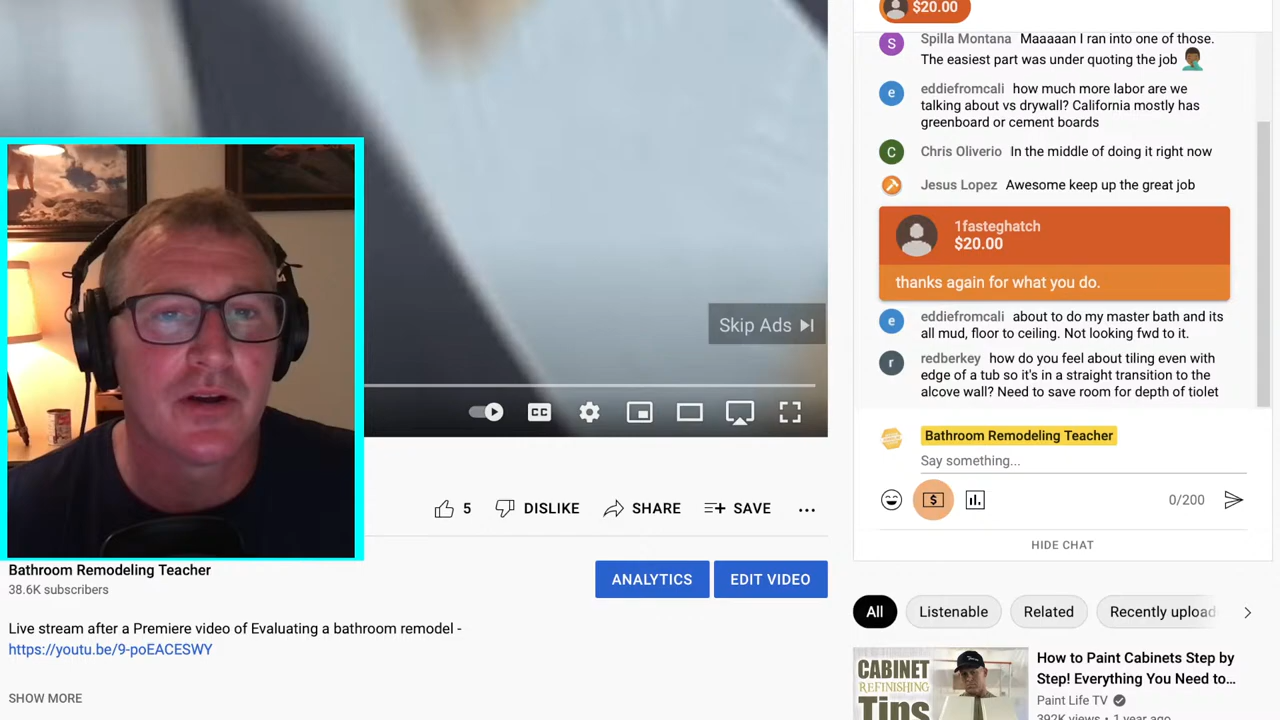 $20.00
S Spilla Montana Maaaaan I ran into one of those.
The easiest part was under quoting the job
e eddiefromcali how much more labor are we
talking about vs drywall? California mostly has
greenboard or cement boards
C Chris Oliverio In the middle of doing it right now
Jesus Lopez Awesome keep up the great job
1fasteghatch
$20.00
thanks again for what you do.
e eddiefromcali about to do my master bath and its
all mud, floor to ceiling. Not looking fwd to it.
r redberkey how do you feel about tiling even with
edge of a tub so it's in a straight transition to the
alcove wall? Need to save room for depth of tiolet
Bathroom Remodeling Teacher
Say something...
$
0/200
HIDE CHAT
Skip Ads
CC
5 DISLIKE SHARE SAVE
Bathroom Remodeling Teacher
38.6K subscribers
ANALYTICS EDIT VIDEO
Live stream after a Premiere video of Evaluating a bathroom remodel -
https://youtu.be/9-poEACESWY
SHOW MORE
All Listenable Related Recently upload
CABINET
REFINISHING
Tips
How to Paint Cabinets Step by
Step! Everything You Need to...
Paint Life TV
392K views • 1 year ago